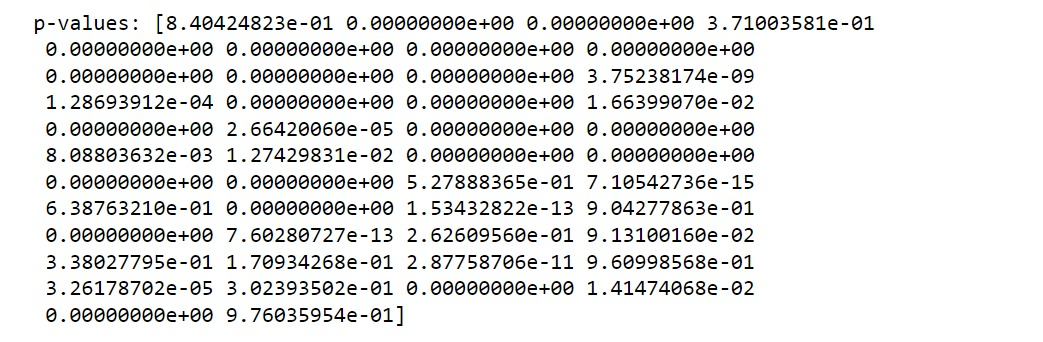 p-values: [8.40424823e-01 0.00000000e+00 0.00000000e+00 3.71003581e-01
0.00000000e+00 0.00000000e+00 0.00000000e+00 0.00000000e+00
0.00000000e+00 0.00000000e+00 0.00000000e+00 3.75238174e-09
1.28693912e-04 0.00000000e+00 0.00000000e+00 1.66399070e-02
0.00000000e+00 2.66420060e-05 0.00000000e+00 0.00000000e+00
8.08803632e-03 1.27429831e-02 0.00000000e+00 0.00000000e+00
0.00000000e+00 0.00000000e+00 5.27888365e-01 7.10542736e-15
6.38763210e-01 0.00000000e+00 1.53432822e-13 9.04277863e-01
0.00000000e+00 7.60280727e-13 2.62609560e-01 9.13100160e-02
3.38027795e-01 1.70934268e-01 2.87758706e-11 9.60998568e-01
3.26178702e-05 3.02393502e-01 0.00000000e+00 1.41474068e-02
0.00000000e+00 9.76035954e-01]